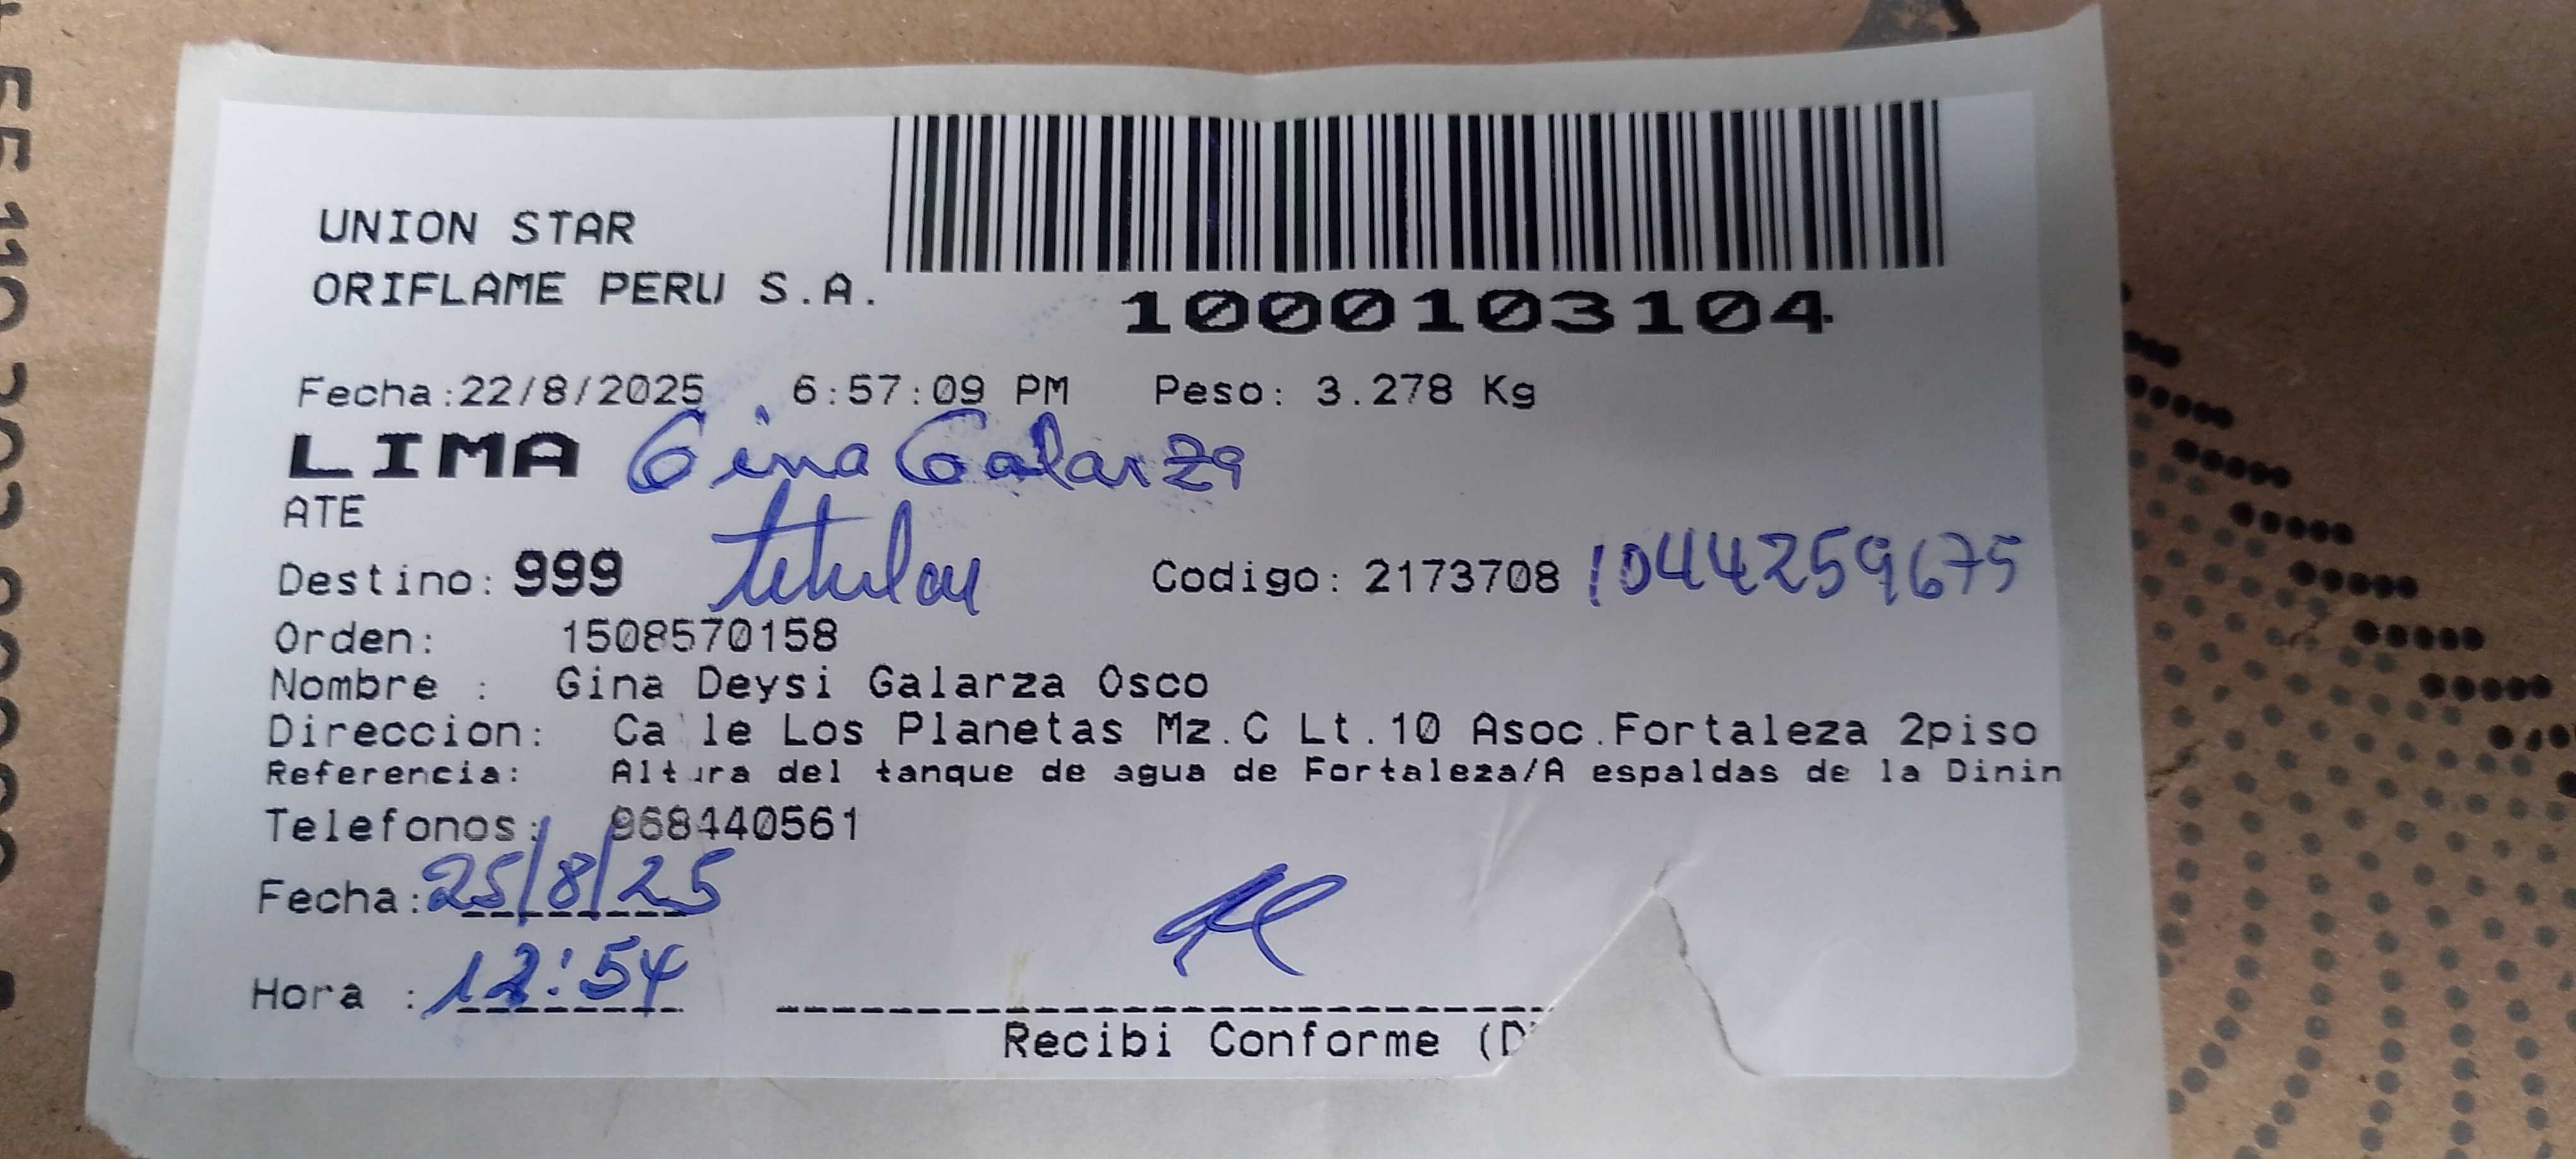 UNION STAR
ORIFLAME PERU S.A.
1000103104
Fecha:22/8/2025 6:57:09 PM Peso: 3.278 Kg
LIMA Gina Galarza
ATE
titular
Destino: 999 Codigo: 2173708 1044259675
Orden: 1508570158
Nombre : Gina Deysi Galarza Osco
Direccion: Calle Los Planetas Mz.C Lt.10 Asoc.Fortaleza 2piso
Referencia: Altura del tanque de agua de Fortaleza/A espaldas de la Dinin
Telefonos: 968440561
Fecha: 25/8/25
Hora : 12:54
Recibi Conforme (D